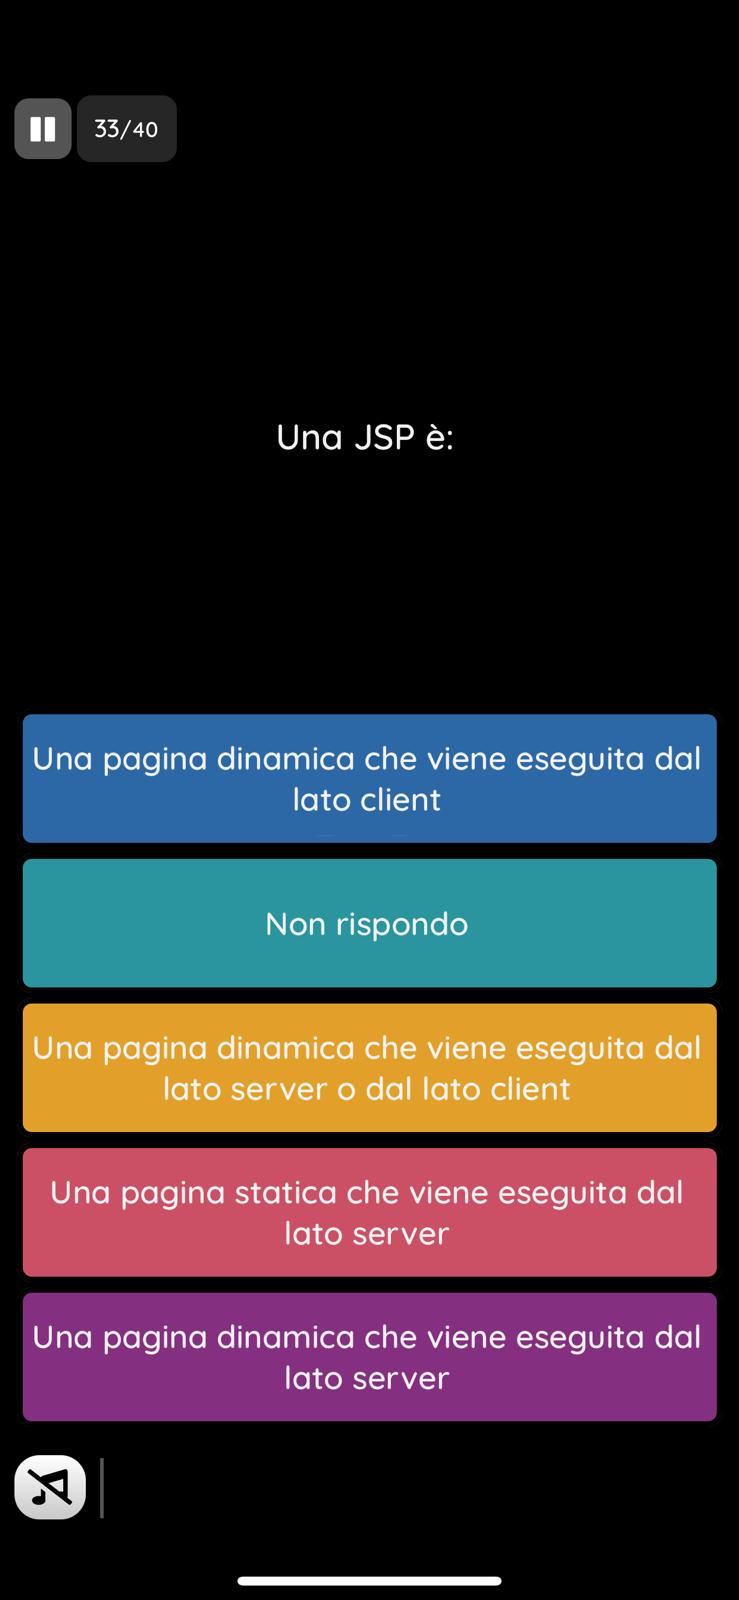 33/40
Una JSP è:
Una pagina dinamica che viene eseguita dal
lato client
Non rispondo
Una pagina dinamica che viene eseguita dal
lato server o dal lato client
Una pagina statica che viene eseguita dal
lato server
Una pagina dinamica che viene eseguita dal
lato server